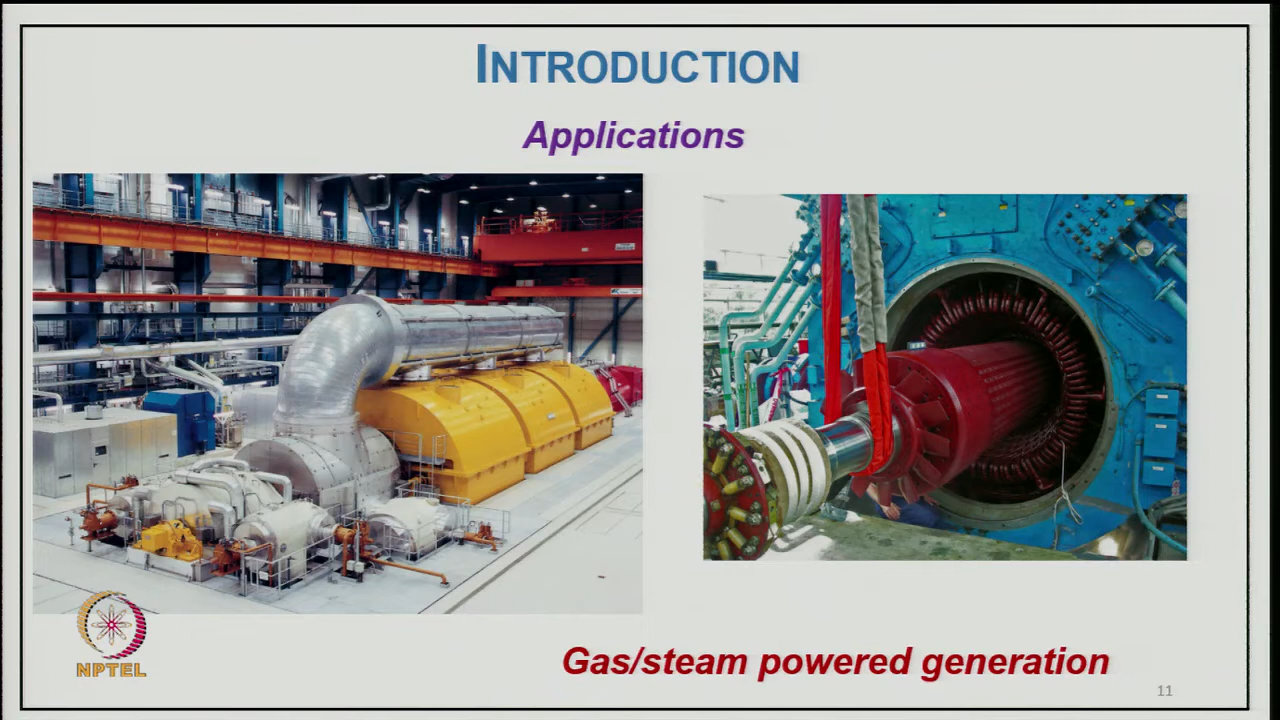 INTRODUCTION
Applications
NPTEL
Gas/steam powered generation
11